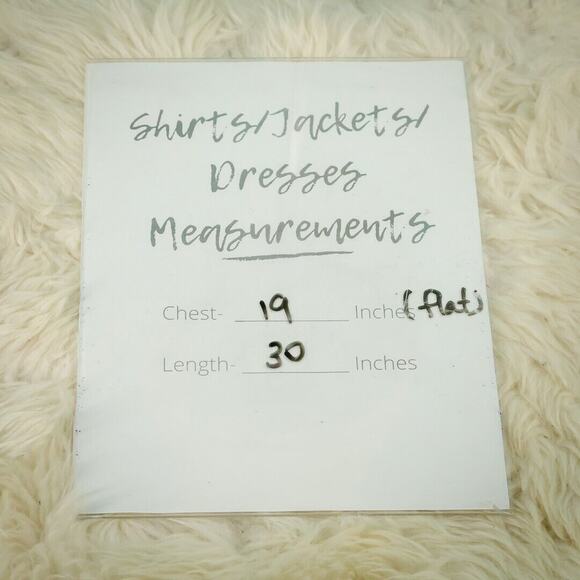 Shirts/Jackets/
Dresses
Measurements
Chest- 19 Inches (flat)
Length- 30 Inches